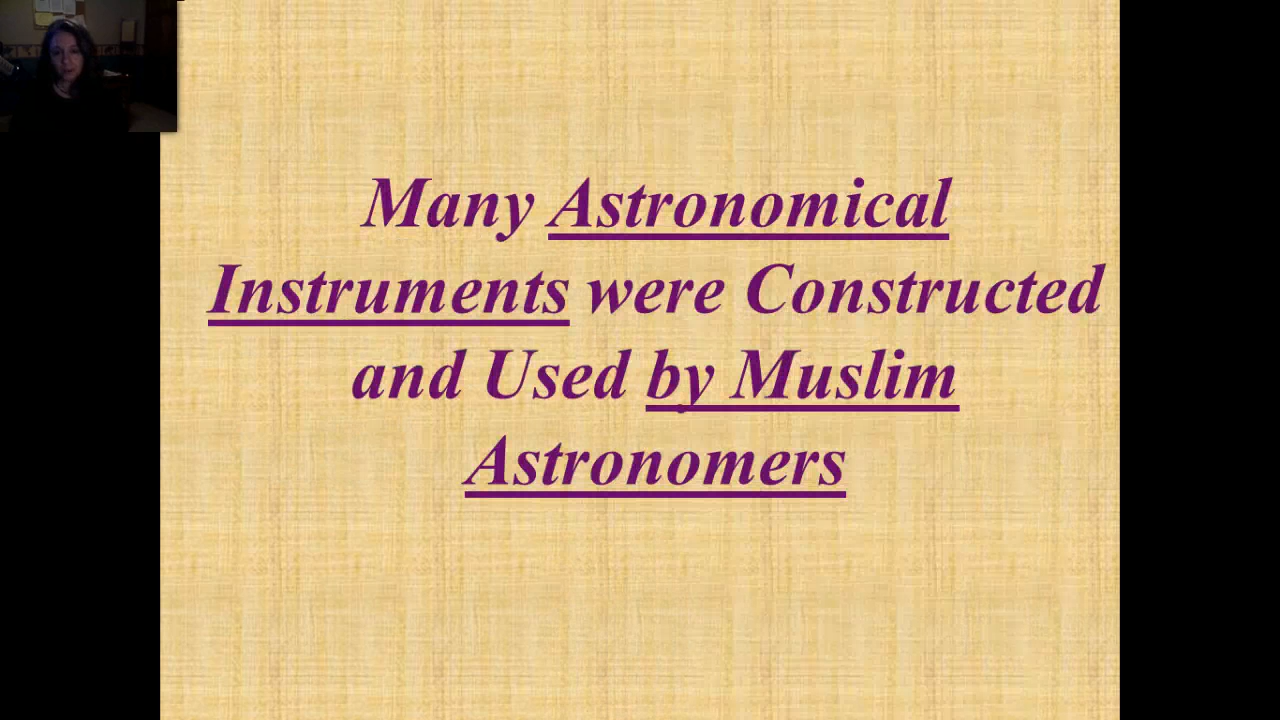 Many Astronomical
Instruments were Constructed
and Used by Muslim
Astronomers